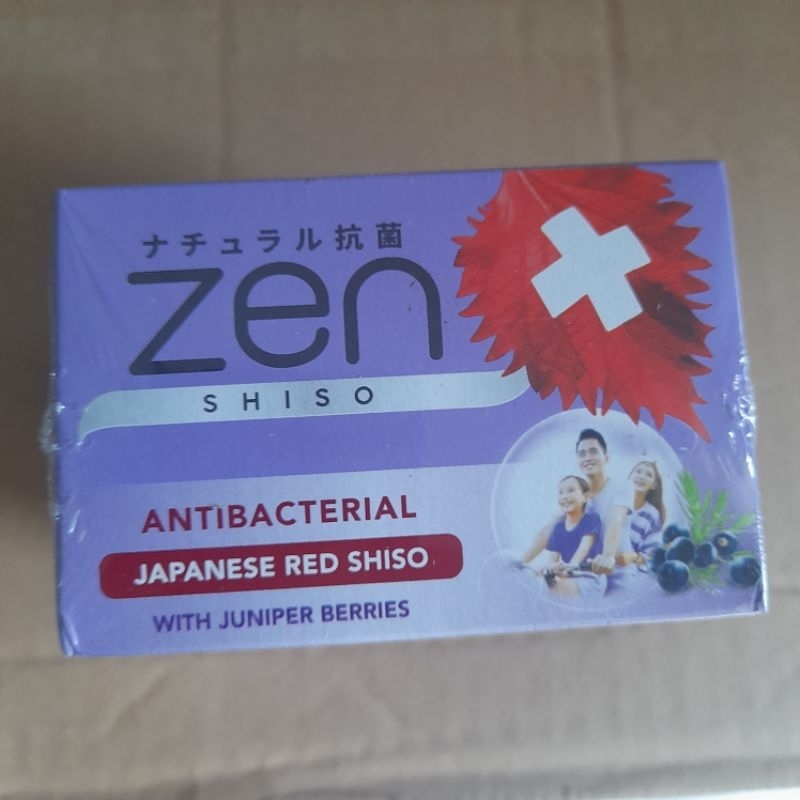 ナチュラル抗菌
zen
SHISO
ANTIBACTERIAL
JAPANESE RED SHISO
WITH JUNIPER BERRIES